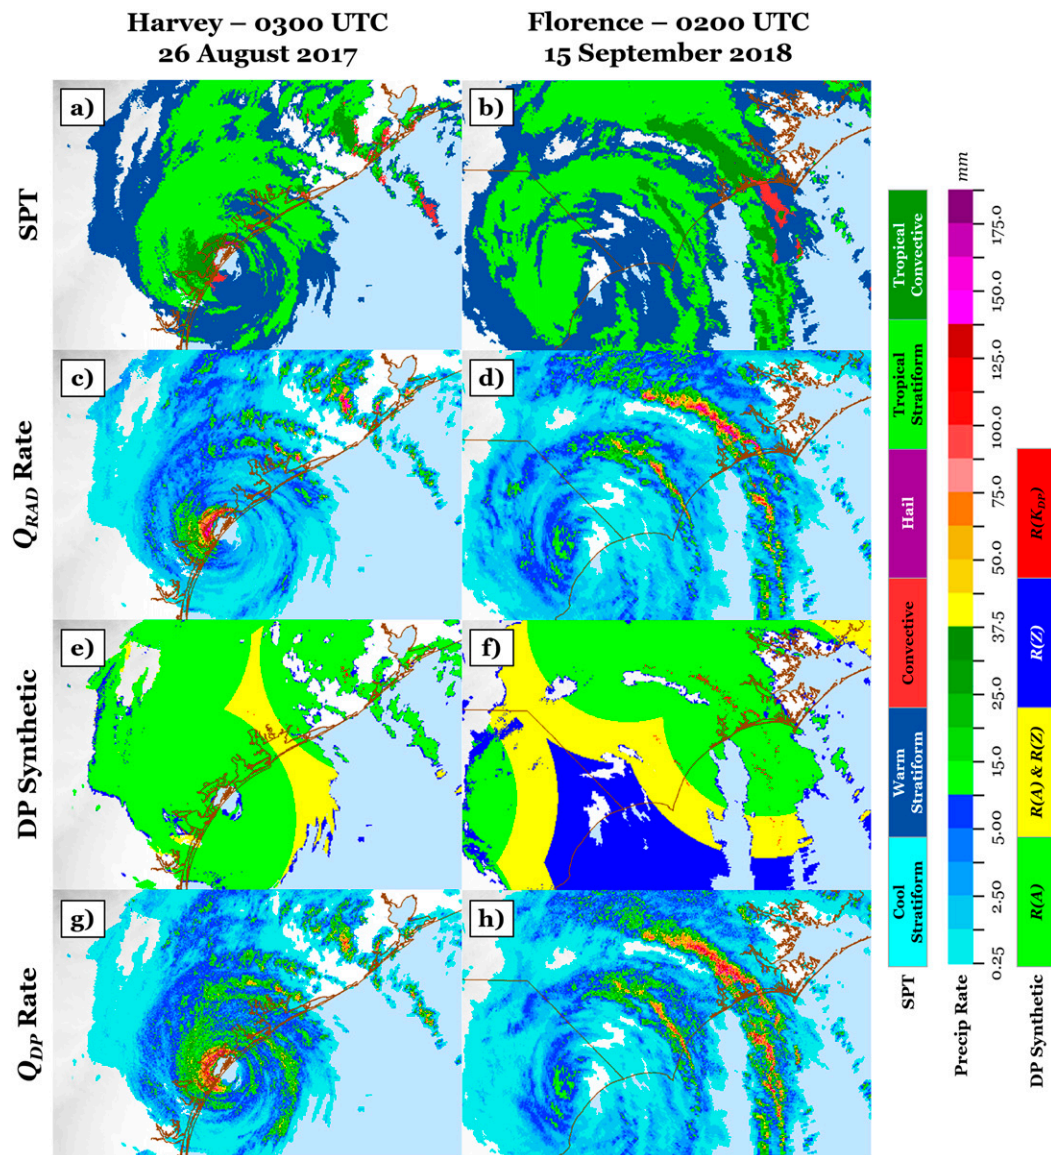 Harvey – 0300 UTC
26 August 2017
Florence – 0200 UTC
15 September 2018
SPT
a)
b)
Q_RAD Rate
c)
d)
DP Synthetic
e)
f)
Q_DP Rate
g)
h)
Tropical
Convective
Tropical
Stratiform
Hail
Convective
Warm
Stratiform
Cool
Stratiform
SPT
mm
175.0
150.0
125.0
100.0
75.0
50.0
37.5
25.0
15.0
5.00
2.50
0.25
Precip Rate
R(K_DP)
R(Z)
R(A) & R(Z)
R(A)
DP Synthetic